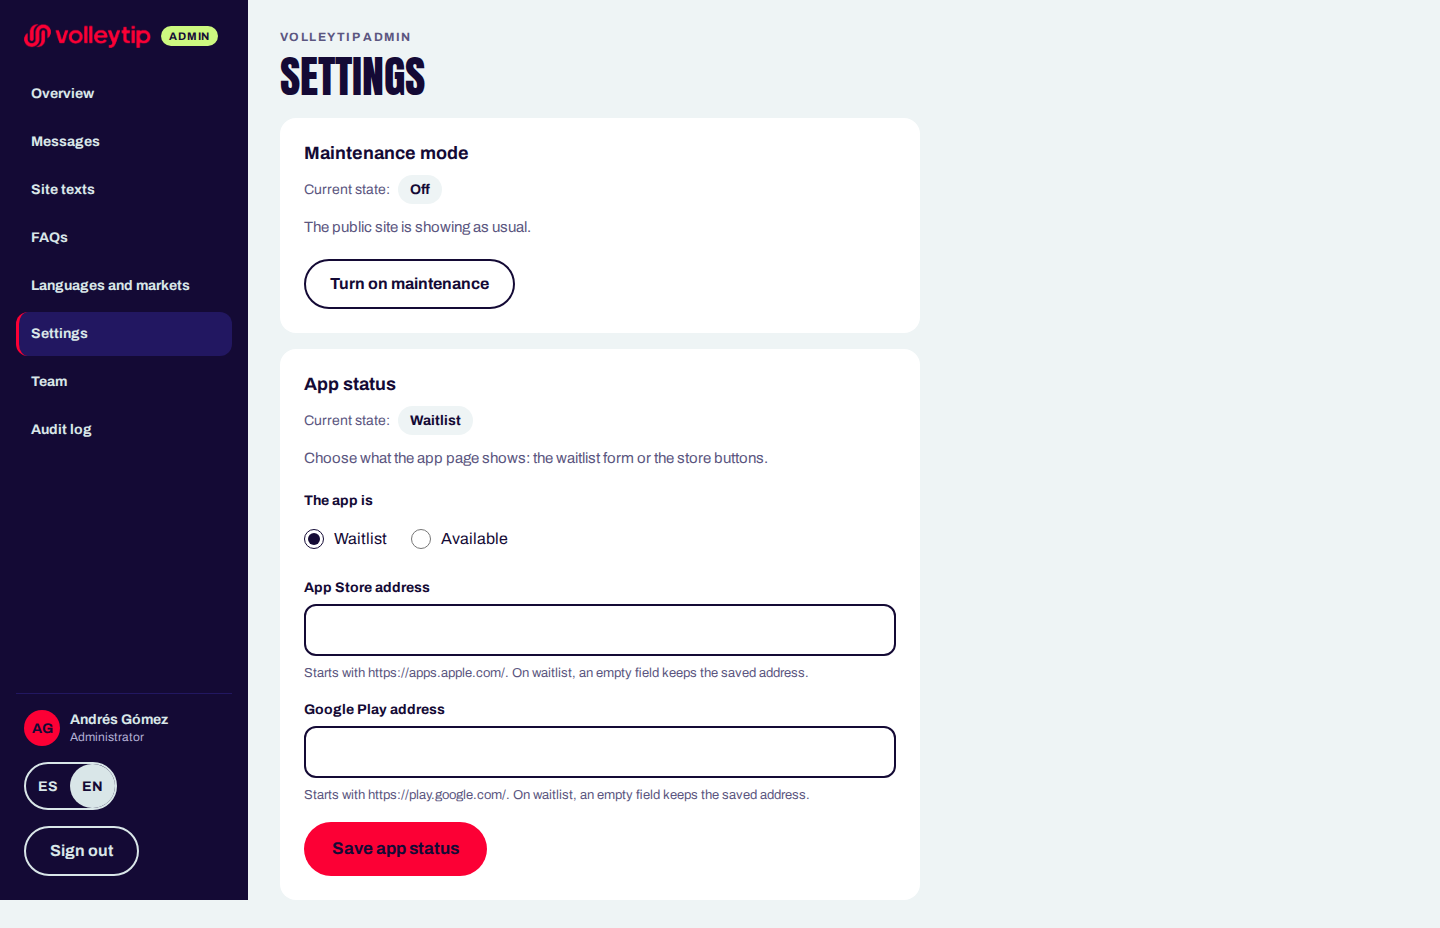 volleytip ADMIN
Overview
Messages
Site texts
FAQs
Languages and markets
Settings
Team
Audit log
AG
Andrés Gómez
Administrator
ES EN
Sign out
VOLLEYTIP ADMIN
SETTINGS
Maintenance mode
Current state: Off
The public site is showing as usual.
Turn on maintenance
App status
Current state: Waitlist
Choose what the app page shows: the waitlist form or the store buttons.
The app is
Waitlist Available
App Store address
Starts with https://apps.apple.com/. On waitlist, an empty field keeps the saved address.
Google Play address
Starts with https://play.google.com/. On waitlist, an empty field keeps the saved address.
Save app status